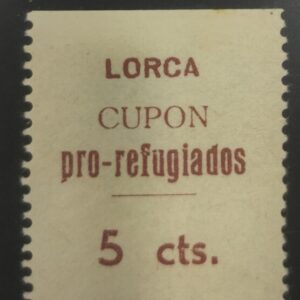 LORCA
CUPON
pro-refugiados
5 cts.